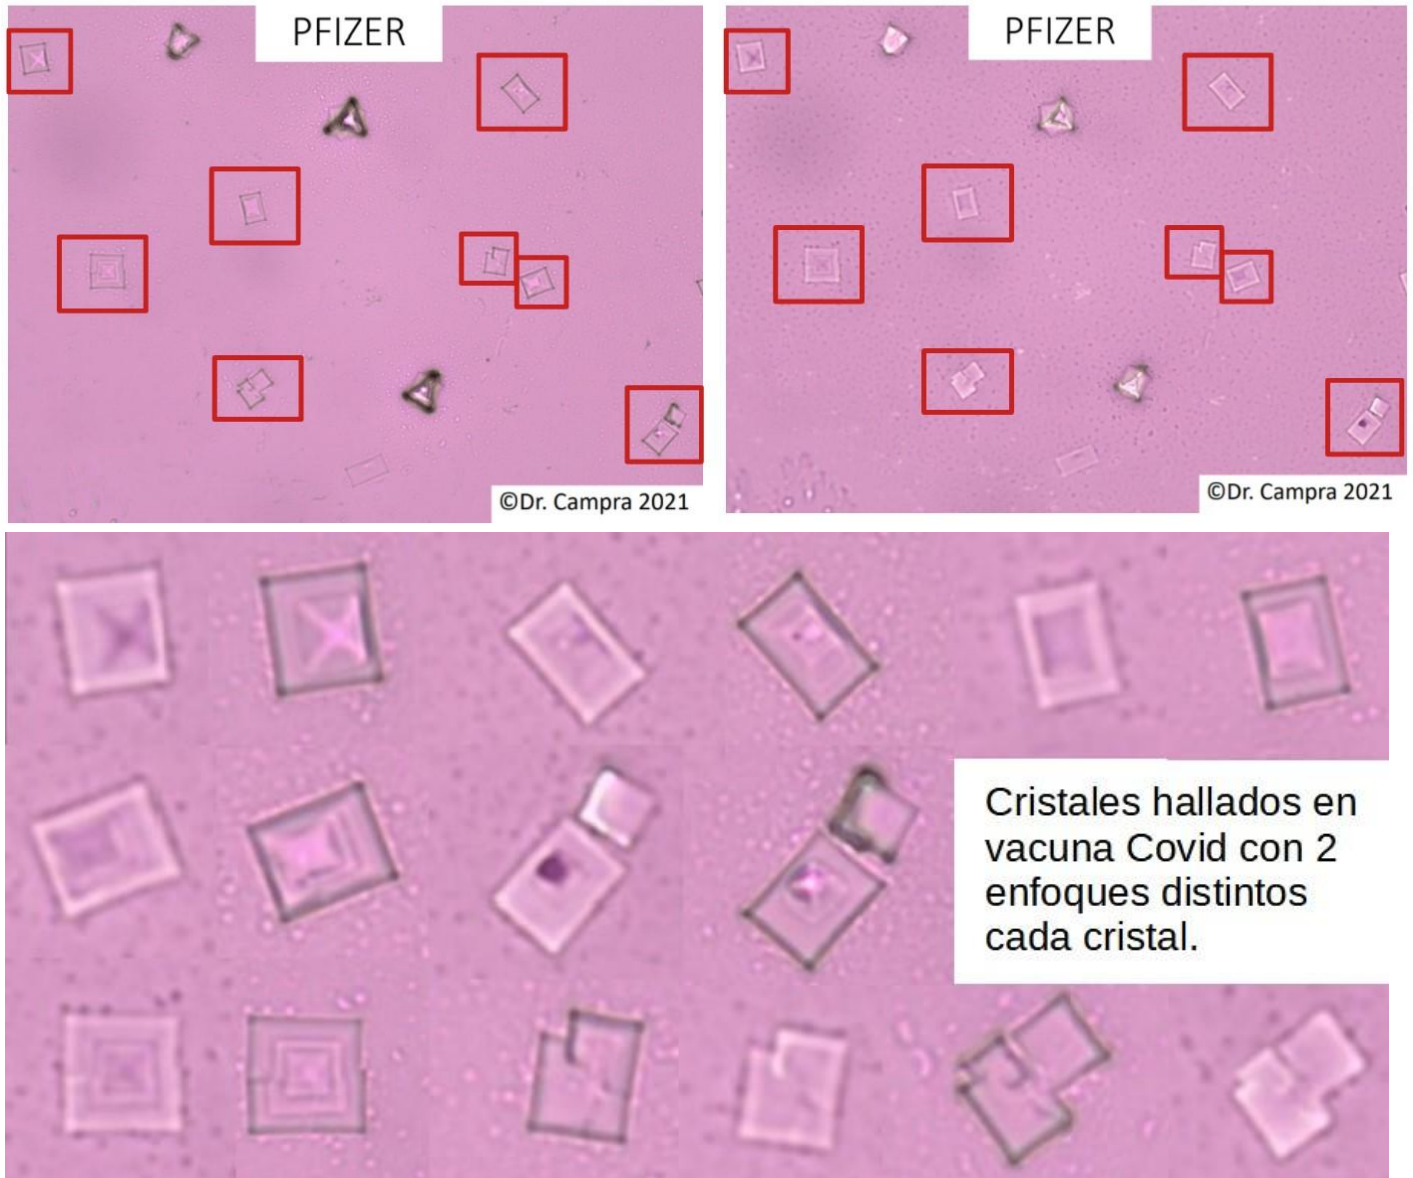 PFIZER
PFIZER
©Dr. Campra 2021
©Dr. Campra 2021
Cristales hallados en
vacuna Covid con 2
enfoques distintos
cada cristal.